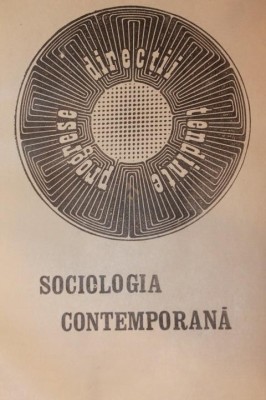 progrese direcții tendințe
SOCIOLOGIA
CONTEMPORANĂ